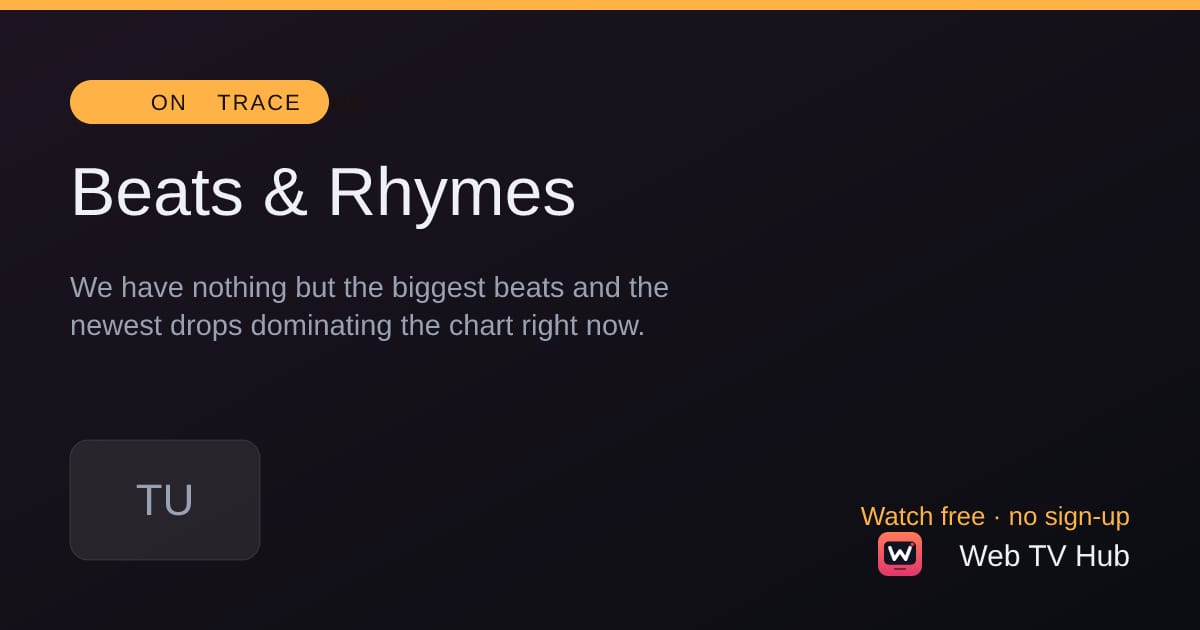 ON TRACE
Beats & Rhymes
We have nothing but the biggest beats and the
newest drops dominating the chart right now.
TU
Watch free · no sign-up
W
Web TV Hub